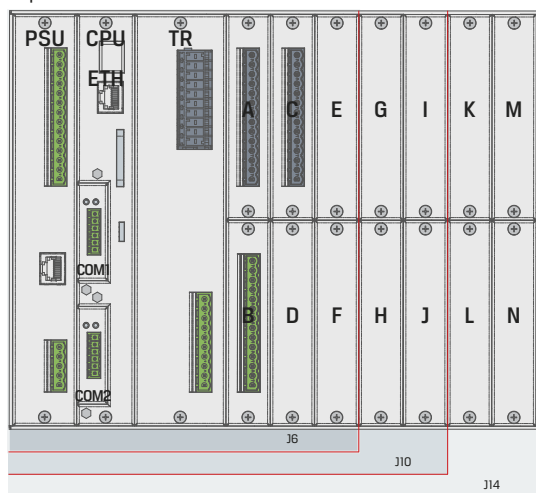 PSU CPU TR
ETH
A C E G I K M
COM1
B D F H J L N
COM2
J6
J10
J14